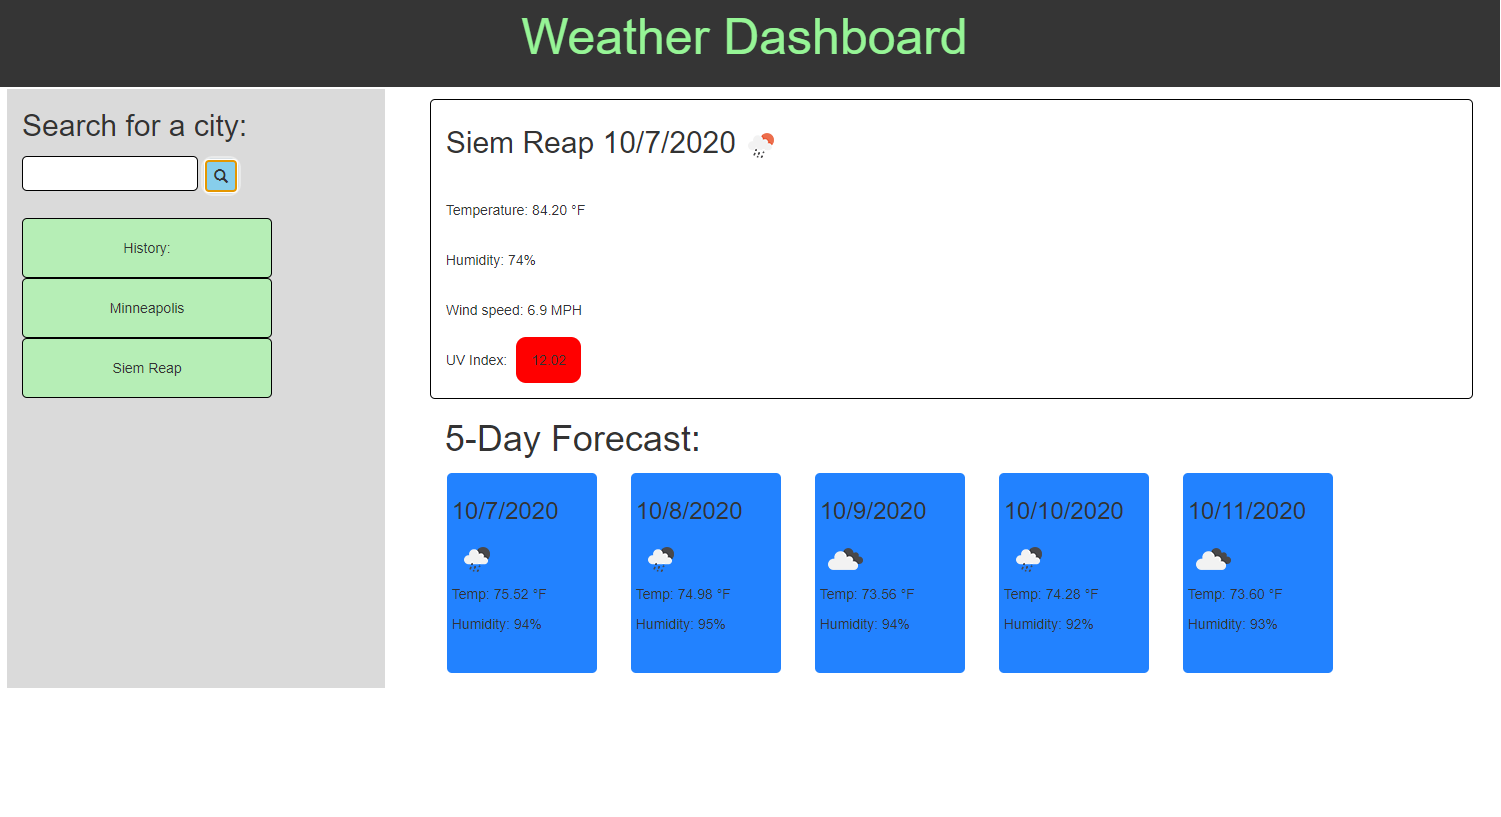 Weather Dashboard
Search for a city:
History:
Minneapolis
Siem Reap
Siem Reap 10/7/2020
Temperature: 84.20 °F
Humidity: 74%
Wind speed: 6.9 MPH
UV Index: 12.02
5-Day Forecast:
10/7/2020
Temp: 75.52 °F
Humidity: 94%
10/8/2020
Temp: 74.98 °F
Humidity: 95%
10/9/2020
Temp: 73.56 °F
Humidity: 94%
10/10/2020
Temp: 74.28 °F
Humidity: 92%
10/11/2020
Temp: 73.60 °F
Humidity: 93%